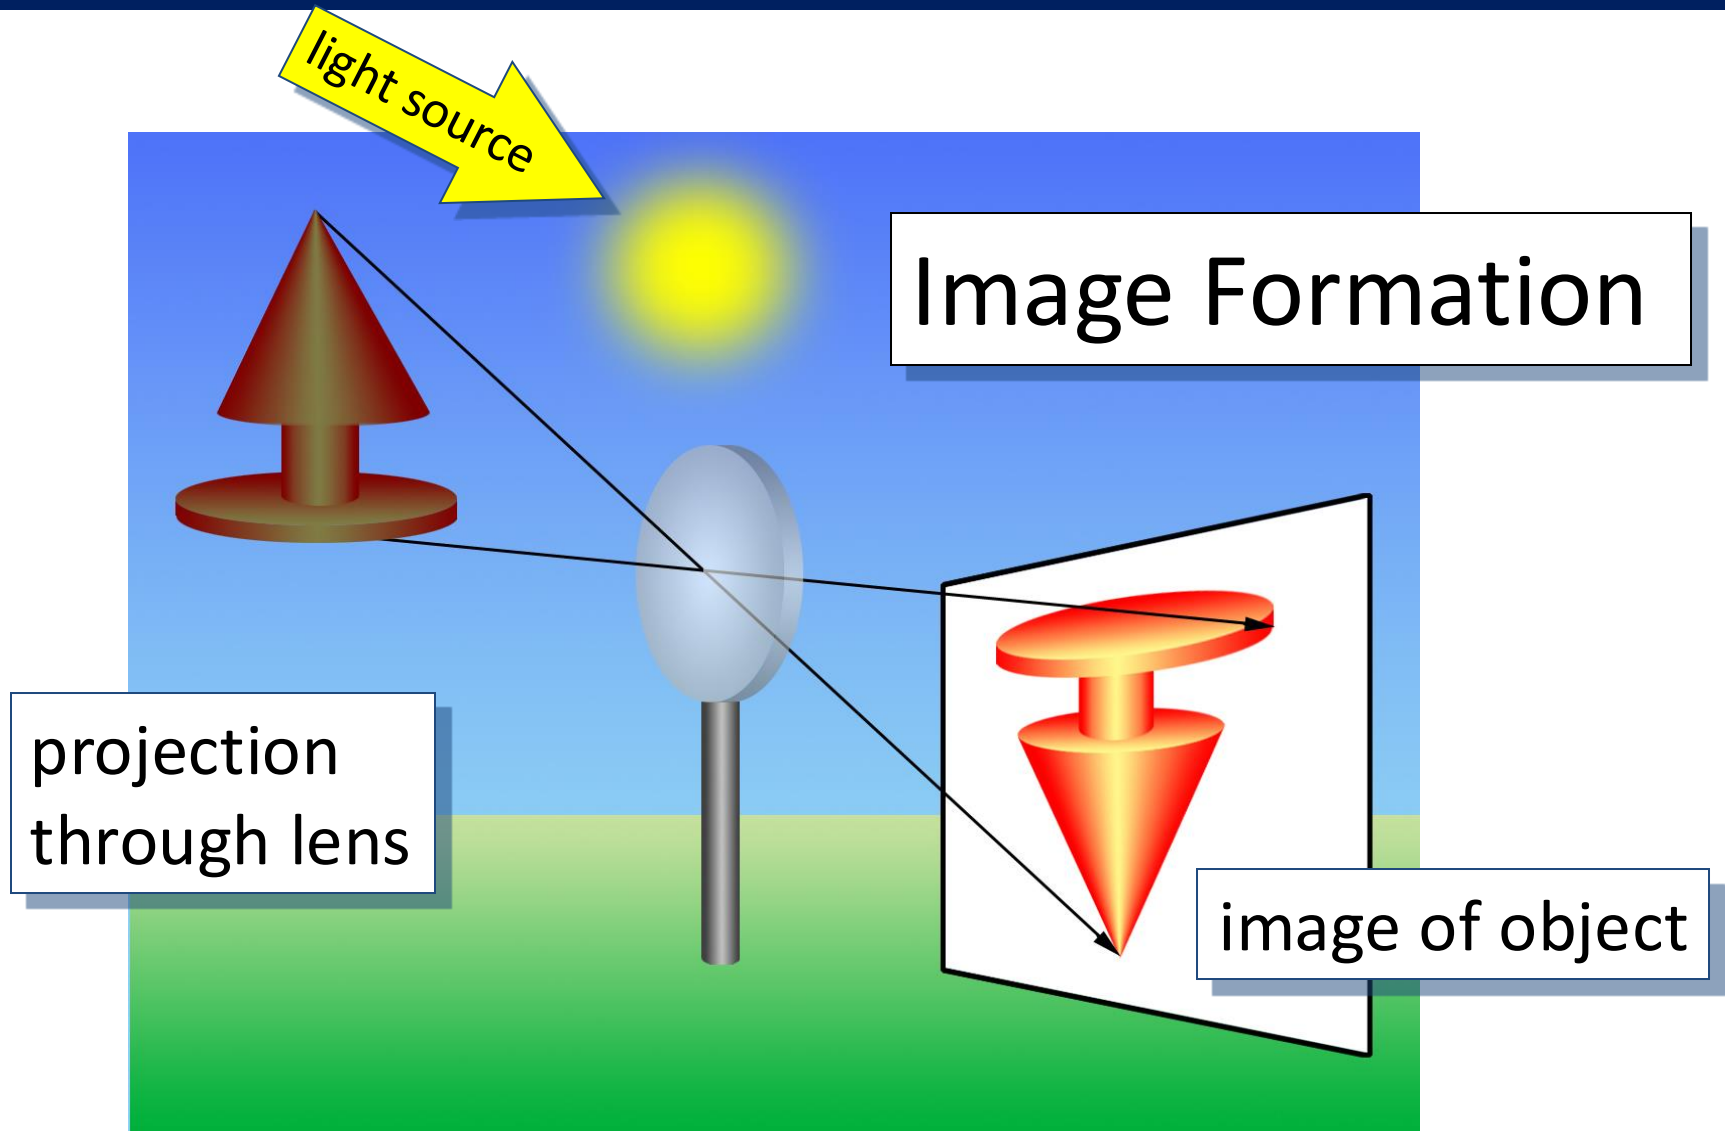 light source
Image Formation
projection
through lens
image of object